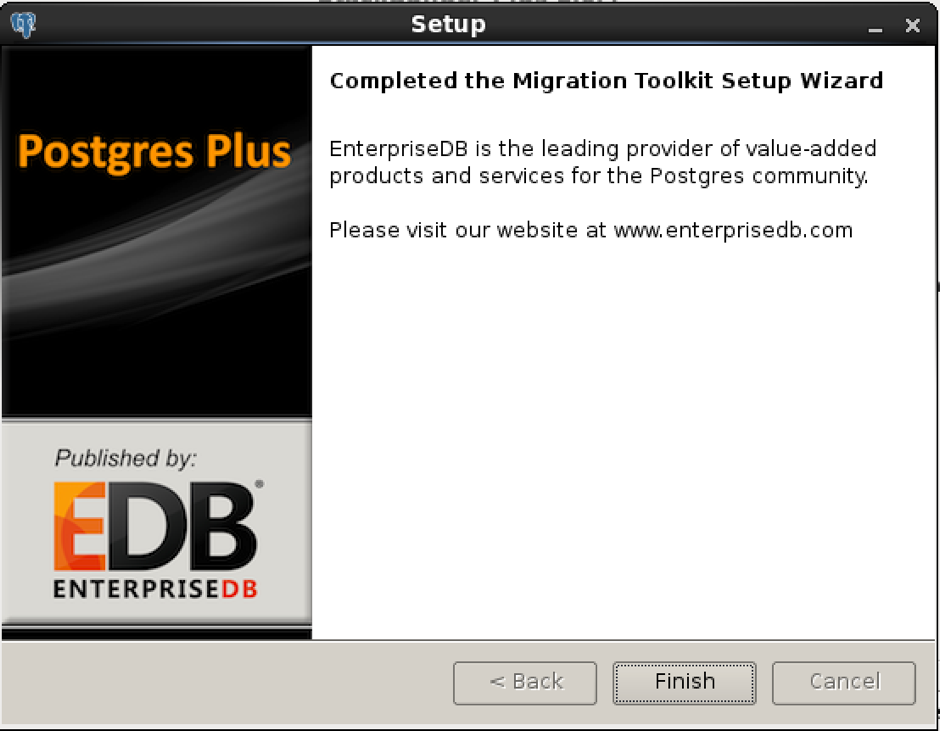 Setup
Completed the Migration Toolkit Setup Wizard
Postgres Plus
EnterpriseDB is the leading provider of value-added
products and services for the Postgres community.
Please visit our website at www.enterprisedb.com
Published by:
EDB®
ENTERPRISEDB
< Back
Finish
Cancel